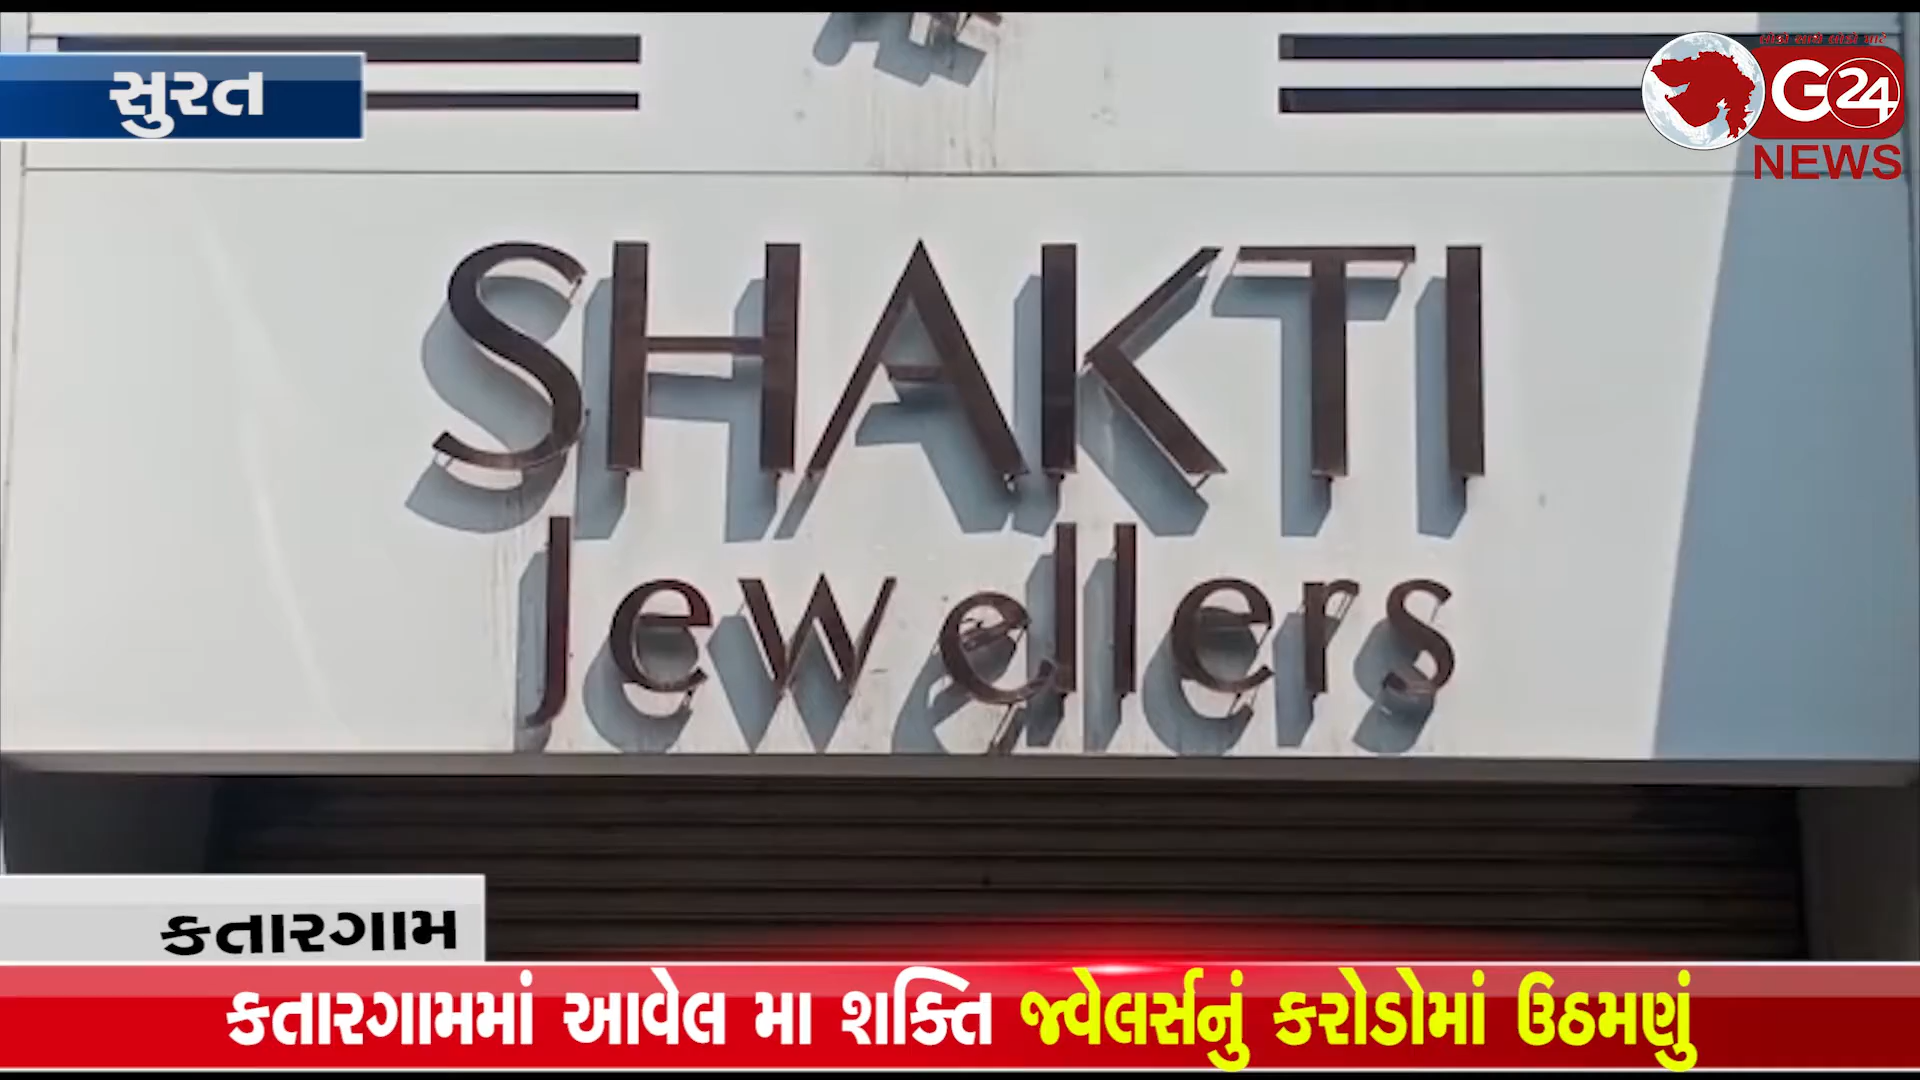 સુરત
G24
NEWS
SHAKTI
Jewellers
કતારગામ
કતારગામમાં આવેલ મા શક્તિ જ્વેલર્સનું કરોડોમાં ઉઠમણું